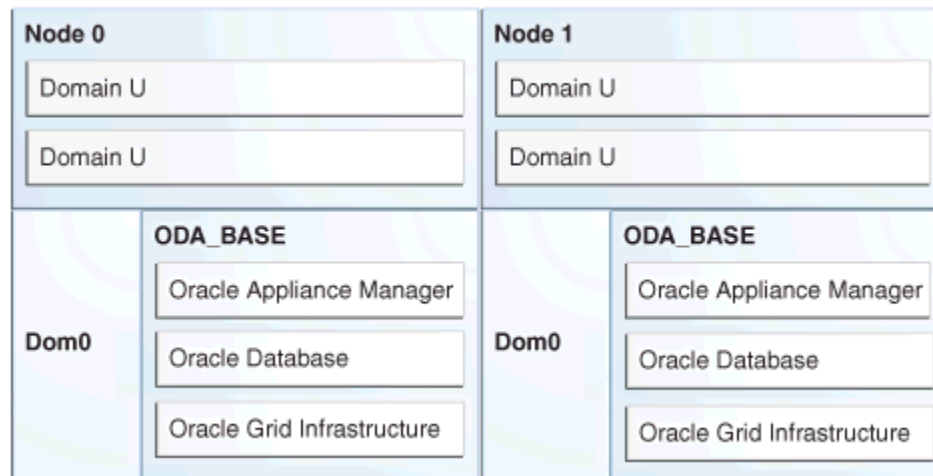 Node 0
Domain U
Domain U
Dom0
ODA_BASE
Oracle Appliance Manager
Oracle Database
Oracle Grid Infrastructure
Node 1
Domain U
Domain U
Dom0
ODA_BASE
Oracle Appliance Manager
Oracle Database
Oracle Grid Infrastructure